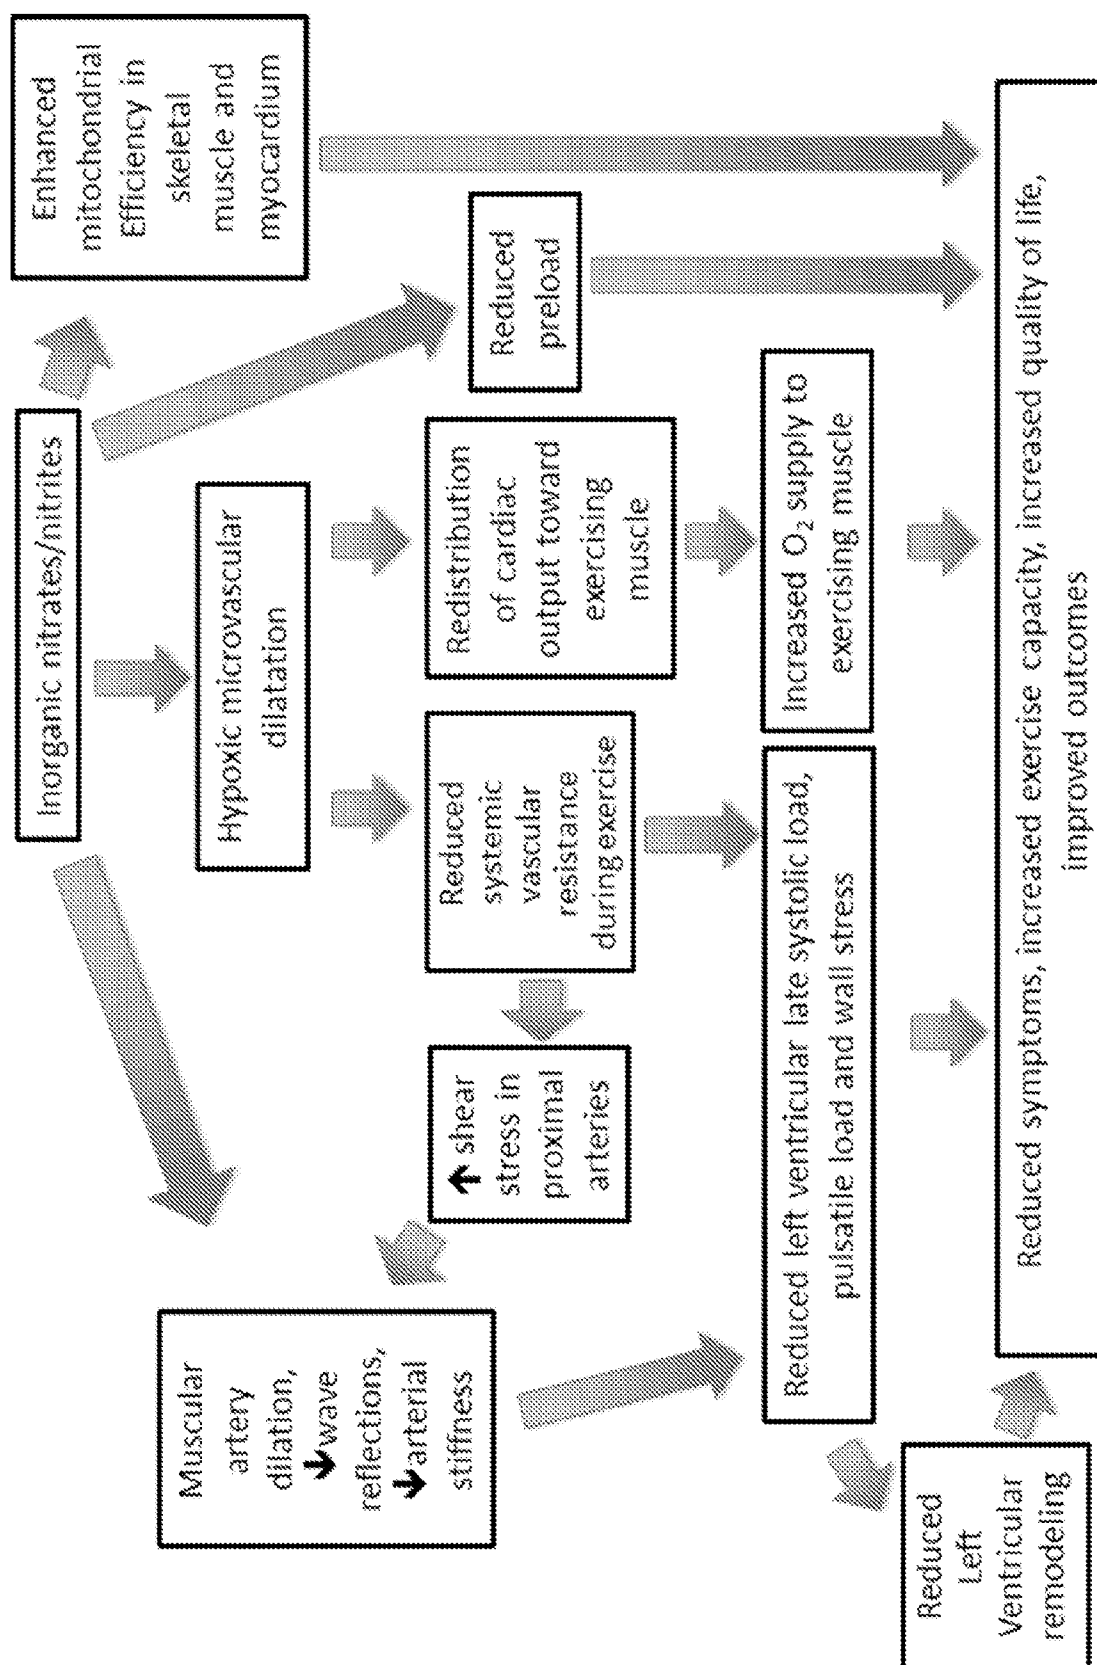 Inorganic nitrates/nitrites
Enhanced
mitochondrial
Efficiency in
skeletal
muscle and
myocardium
Muscular
artery
dilation,
↓wave
reflections,
↓arterial
stiffness
Hypoxic microvascular
dilatation
↑ shear
stress in
proximal
arteries
Reduced
systemic
vascular
resistance
during exercise
Redistribution
of cardiac
output toward
exercising
muscle
Reduced
preload
Reduced left ventricular late systolic load,
pulsatile load and wall stress
Increased O₂ supply to
exercising muscle
Reduced
Left
Ventricular
remodeling
Reduced symptoms, increased exercise capacity, increased quality of life,
improved outcomes